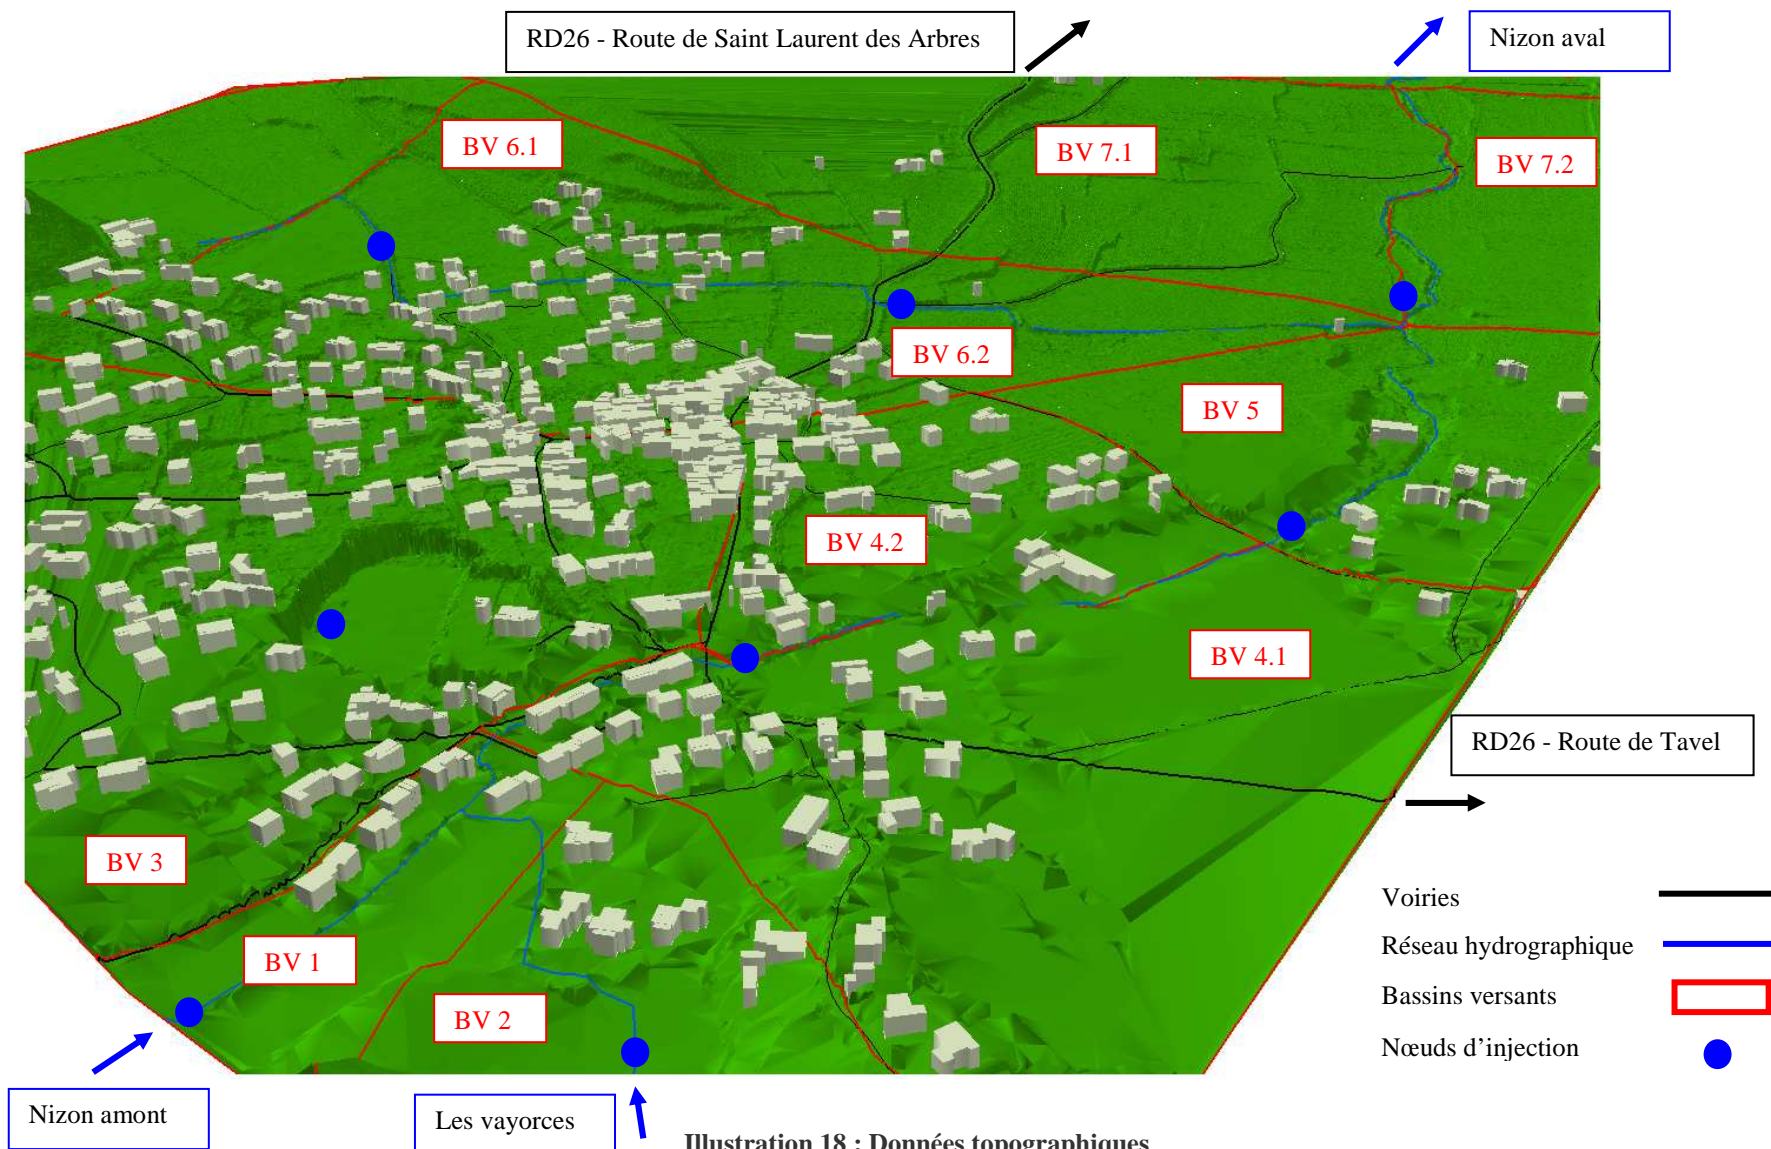 RD26 - Route de Saint Laurent des Arbres
Nizon aval
BV 6.1
BV 7.1
BV 7.2
BV 6.2
BV 5
BV 4.2
BV 4.1
RD26 - Route de Tavel
BV 3
BV 1
BV 2
Voiries
Réseau hydrographique
Bassins versants
Nœuds d’injection
Nizon amont
Les vayorces
Illustration 18 : Données topographiques